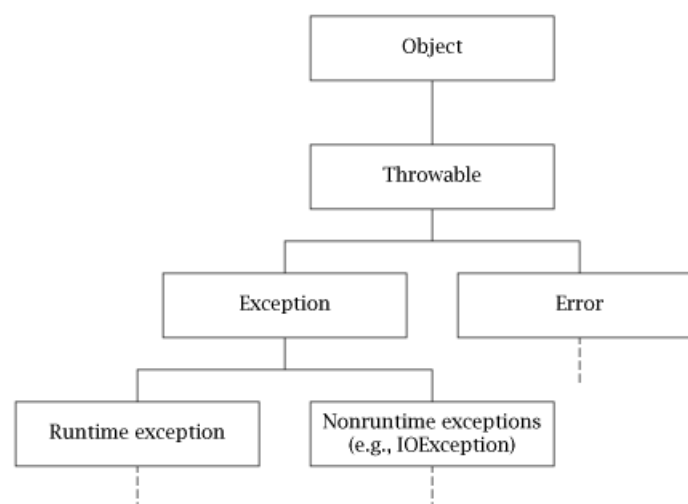 Object
Throwable
Exception
Error
Runtime exception
Nonruntime exceptions
(e.g., IOException)